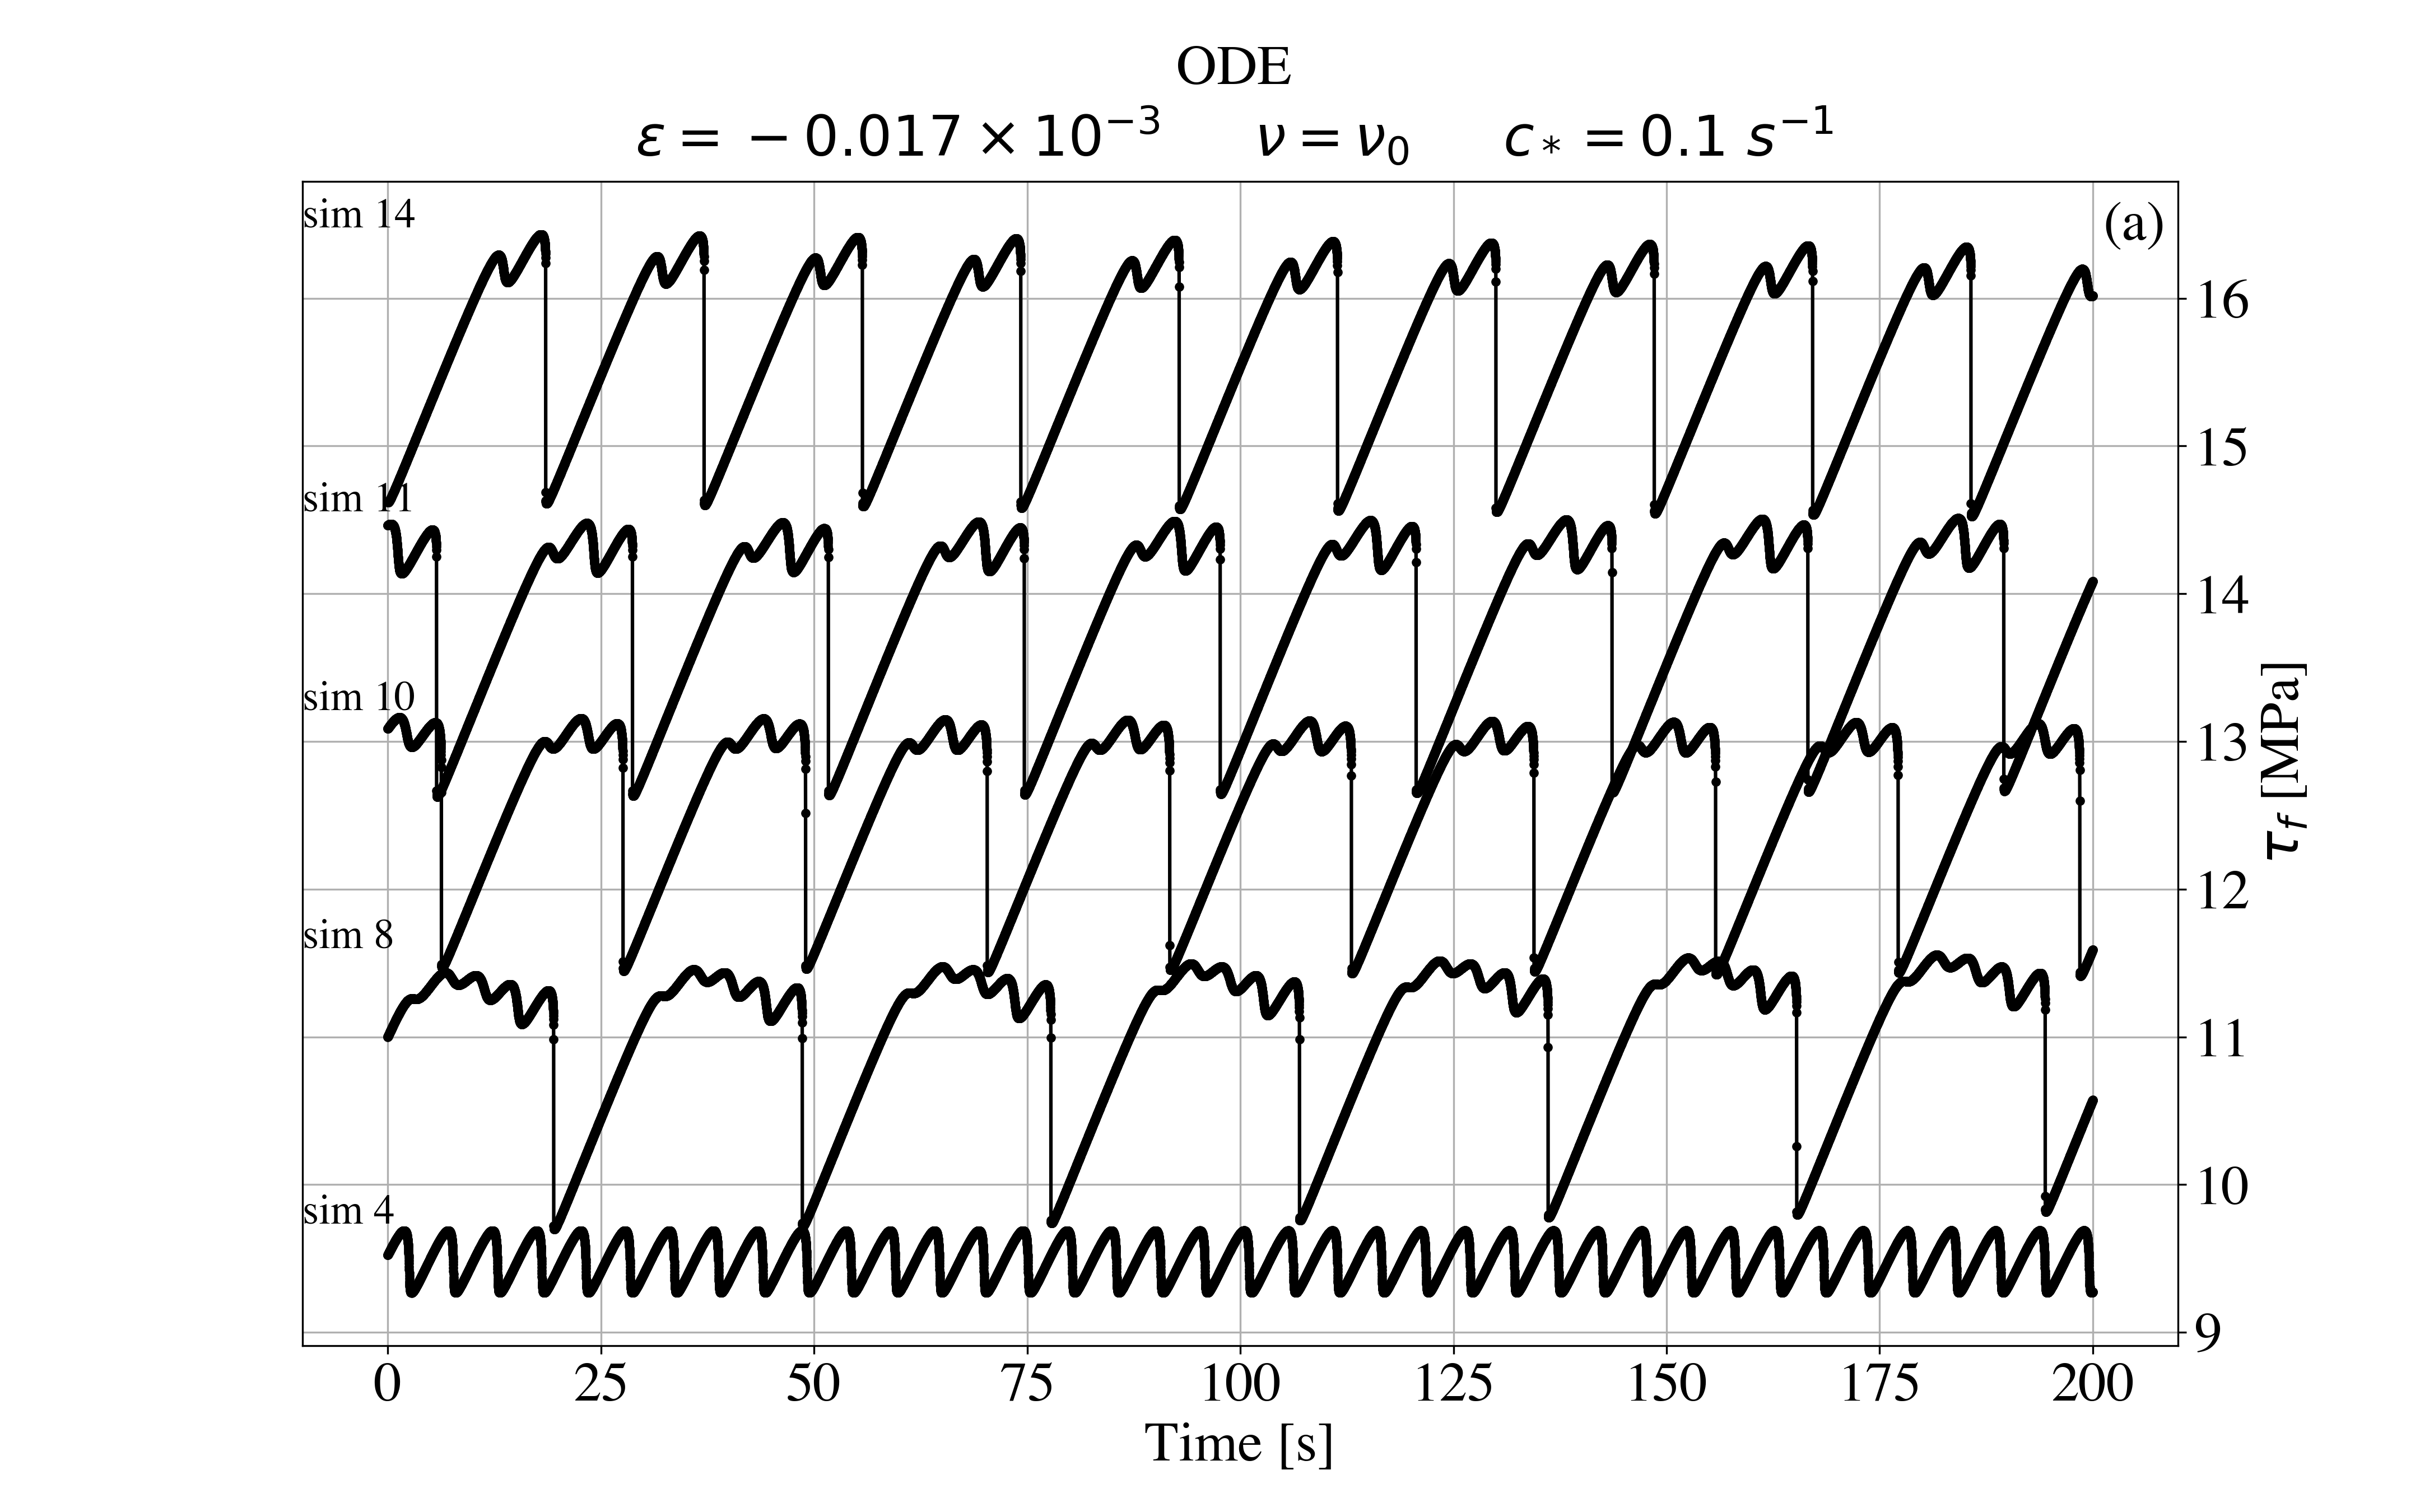 ODE
ε = − 0.017 × 10⁻³ ν = ν₀ c* = 0.1 s⁻¹
(a)
sim 14
sim 11
sim 10
sim 8
sim 4
16
15
14
13
12
11
10
9
τf [MPa]
0 25 50 75 100 125 150 175 200
Time [s]